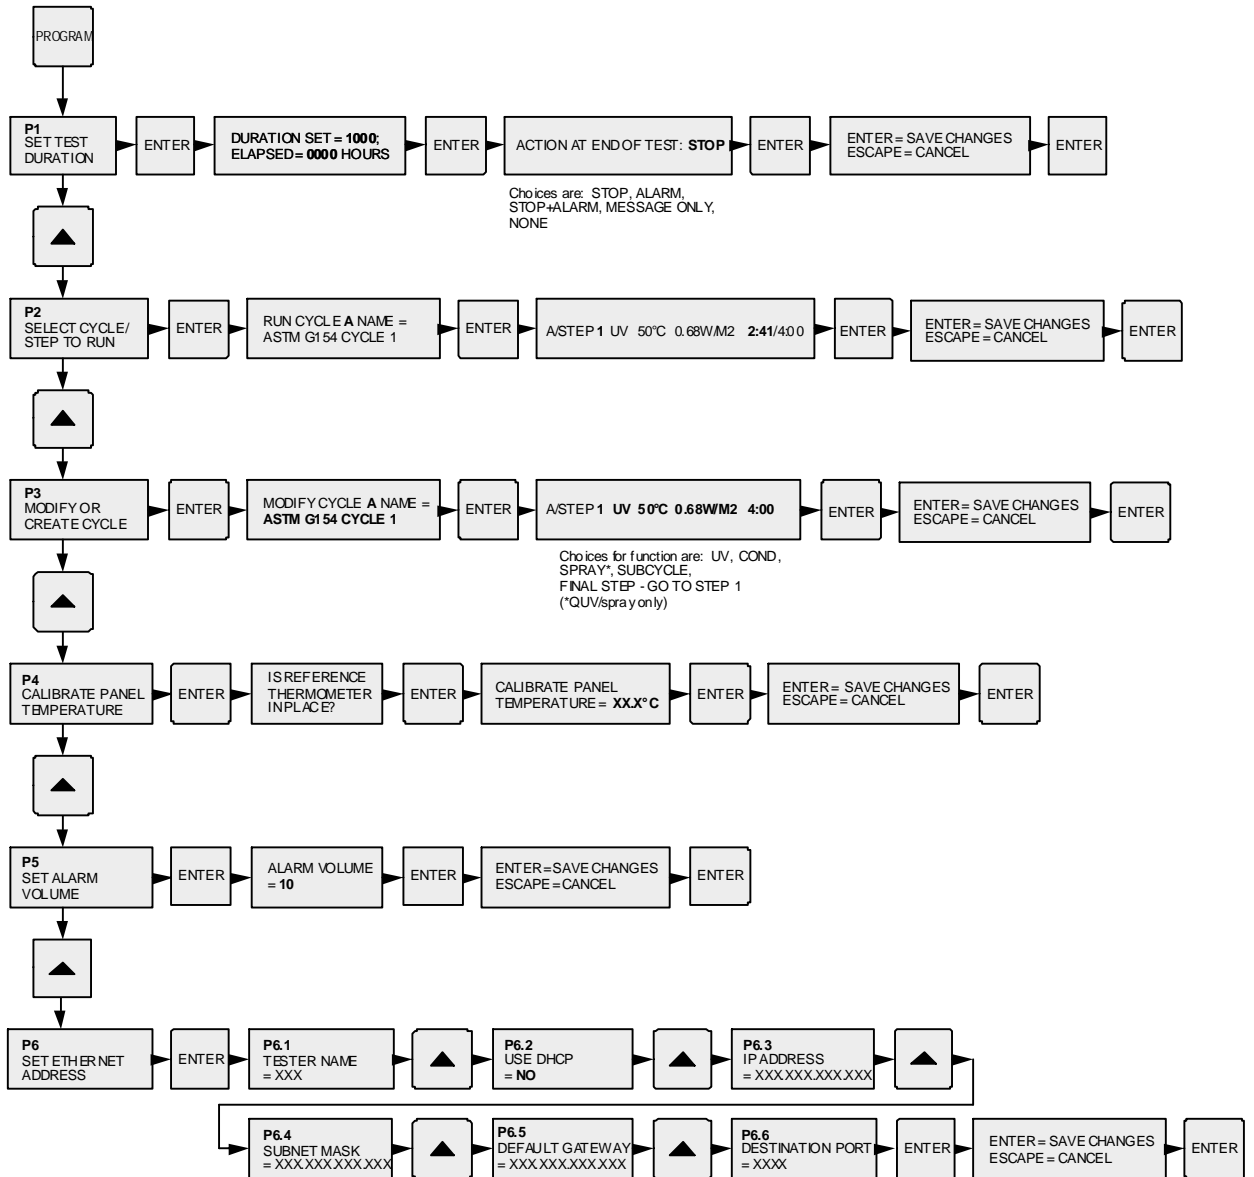 PROGRAM
P1
SET TEST
DURATION
ENTER
DURATION SET = 1000;
ELAPSED = 0000 HOURS
ENTER
ACTION AT END OF TEST: STOP
ENTER
ENTER = SAVE CHANGES
ESCAPE = CANCEL
ENTER
Choices are: STOP, ALARM,
STOP+ALARM, MESSAGE ONLY,
NONE
P2
SELECT CYCLE/
STEP TO RUN
ENTER
RUN CYCLE A NAME =
ASTM G154 CYCLE 1
ENTER
A/STEP 1 UV 50°C 0.68W/M2 2:41/4:00
ENTER
ENTER = SAVE CHANGES
ESCAPE = CANCEL
ENTER
P3
MODIFY OR
CREATE CYCLE
ENTER
MODIFY CYCLE A NAME =
ASTM G154 CYCLE 1
ENTER
A/STEP 1 UV 50°C 0.68W/M2 4:00
ENTER
ENTER = SAVE CHANGES
ESCAPE = CANCEL
ENTER
Choices for function are: UV, COND,
SPRAY*, SUBCYCLE,
FINAL STEP - GO TO STEP 1
(*QUV/spray only)
P4
CALIBRATE PANEL
TEMPERATURE
ENTER
IS REFERENCE
THERMOMETER
IN PLACE?
ENTER
CALIBRATE PANEL
TEMPERATURE = XX.X°C
ENTER
ENTER = SAVE CHANGES
ESCAPE = CANCEL
ENTER
P5
SET ALARM
VOLUME
ENTER
ALARM VOLUME
= 10
ENTER
ENTER = SAVE CHANGES
ESCAPE = CANCEL
ENTER
P6
SET ETHERNET
ADDRESS
ENTER
P6.1
TESTER NAME
= XXX
P6.2
USE DHCP
= NO
P6.3
IP ADDRESS
= XXX.XXX.XXX.XXX
P6.4
SUBNET MASK
= XXX.XXX.XXX.XXX
P6.5
DEFAULT GATEWAY
= XXX.XXX.XXX.XXX
P6.6
DESTINATION PORT
= XXXX
ENTER
ENTER = SAVE CHANGES
ESCAPE = CANCEL
ENTER